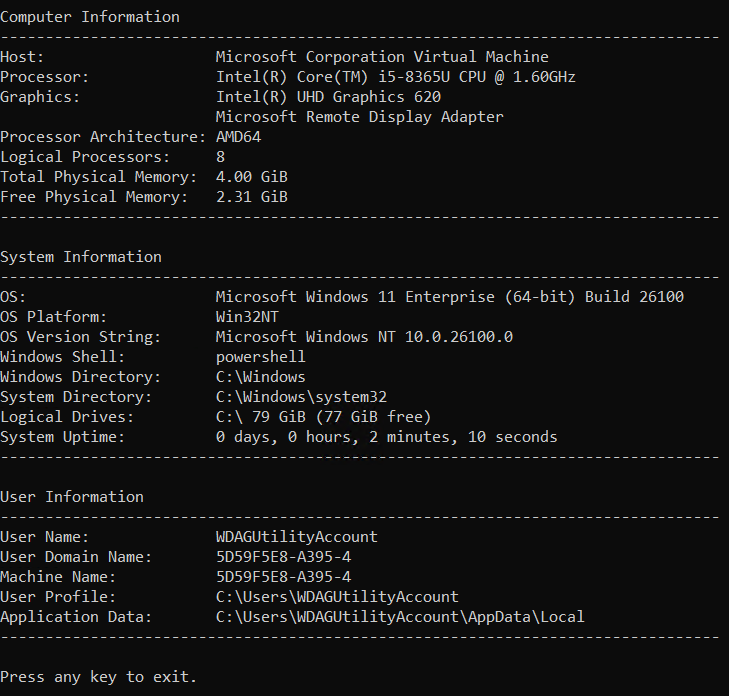 Computer Information
--------------------------------------------------------------------------------
Host:                   Microsoft Corporation Virtual Machine
Processor:              Intel(R) Core(TM) i5-8365U CPU @ 1.60GHz
Graphics:               Intel(R) UHD Graphics 620
                        Microsoft Remote Display Adapter
Processor Architecture: AMD64
Logical Processors:     8
Total Physical Memory:  4.00 GiB
Free Physical Memory:   2.31 GiB
--------------------------------------------------------------------------------

System Information
--------------------------------------------------------------------------------
OS:                     Microsoft Windows 11 Enterprise (64-bit) Build 26100
OS Platform:            Win32NT
OS Version String:      Microsoft Windows NT 10.0.26100.0
Windows Shell:          powershell
Windows Directory:      C:\Windows
System Directory:       C:\Windows\system32
Logical Drives:         C:\ 79 GiB (77 GiB free)
System Uptime:          0 days, 0 hours, 2 minutes, 10 seconds
--------------------------------------------------------------------------------

User Information
--------------------------------------------------------------------------------
User Name:              WDAGUtilityAccount
User Domain Name:       5D59F5E8-A395-4
Machine Name:           5D59F5E8-A395-4
User Profile:           C:\Users\WDAGUtilityAccount
Application Data:       C:\Users\WDAGUtilityAccount\AppData\Local
--------------------------------------------------------------------------------

Press any key to exit.